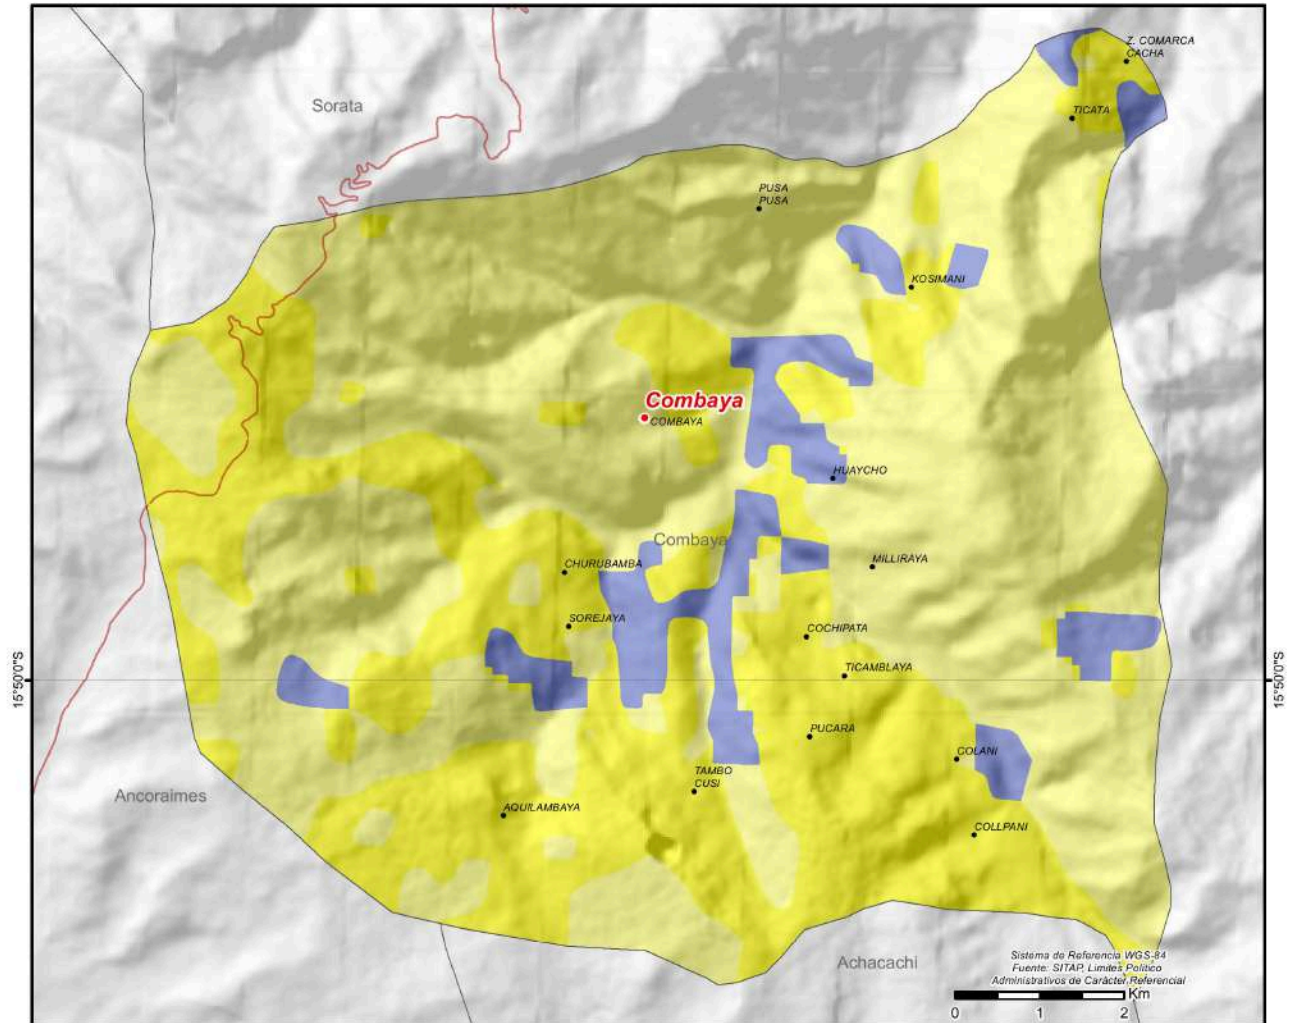 Z. COMARCA
CACHA
Sorata
TICATA
PUSA
PUSA
KOSIMANI
Combaya
COMBAYA
HUAYCHO
Combaya
MILLIRAYA
CHURUBAMBA
SOREJAYA
COCHIPATA
TICAMBLAYA
15°50'0"S
15°50'0"S
PUCARA
COLANI
TAMBO
CUSI
Ancoraimes
AQUILAMBAYA
COLLPANI
Achacachi
Sistema de Referencia WGS-84
Fuente: SITAP, Limites Político
Administrativos de Carácter Referencial
Km
0 1 2